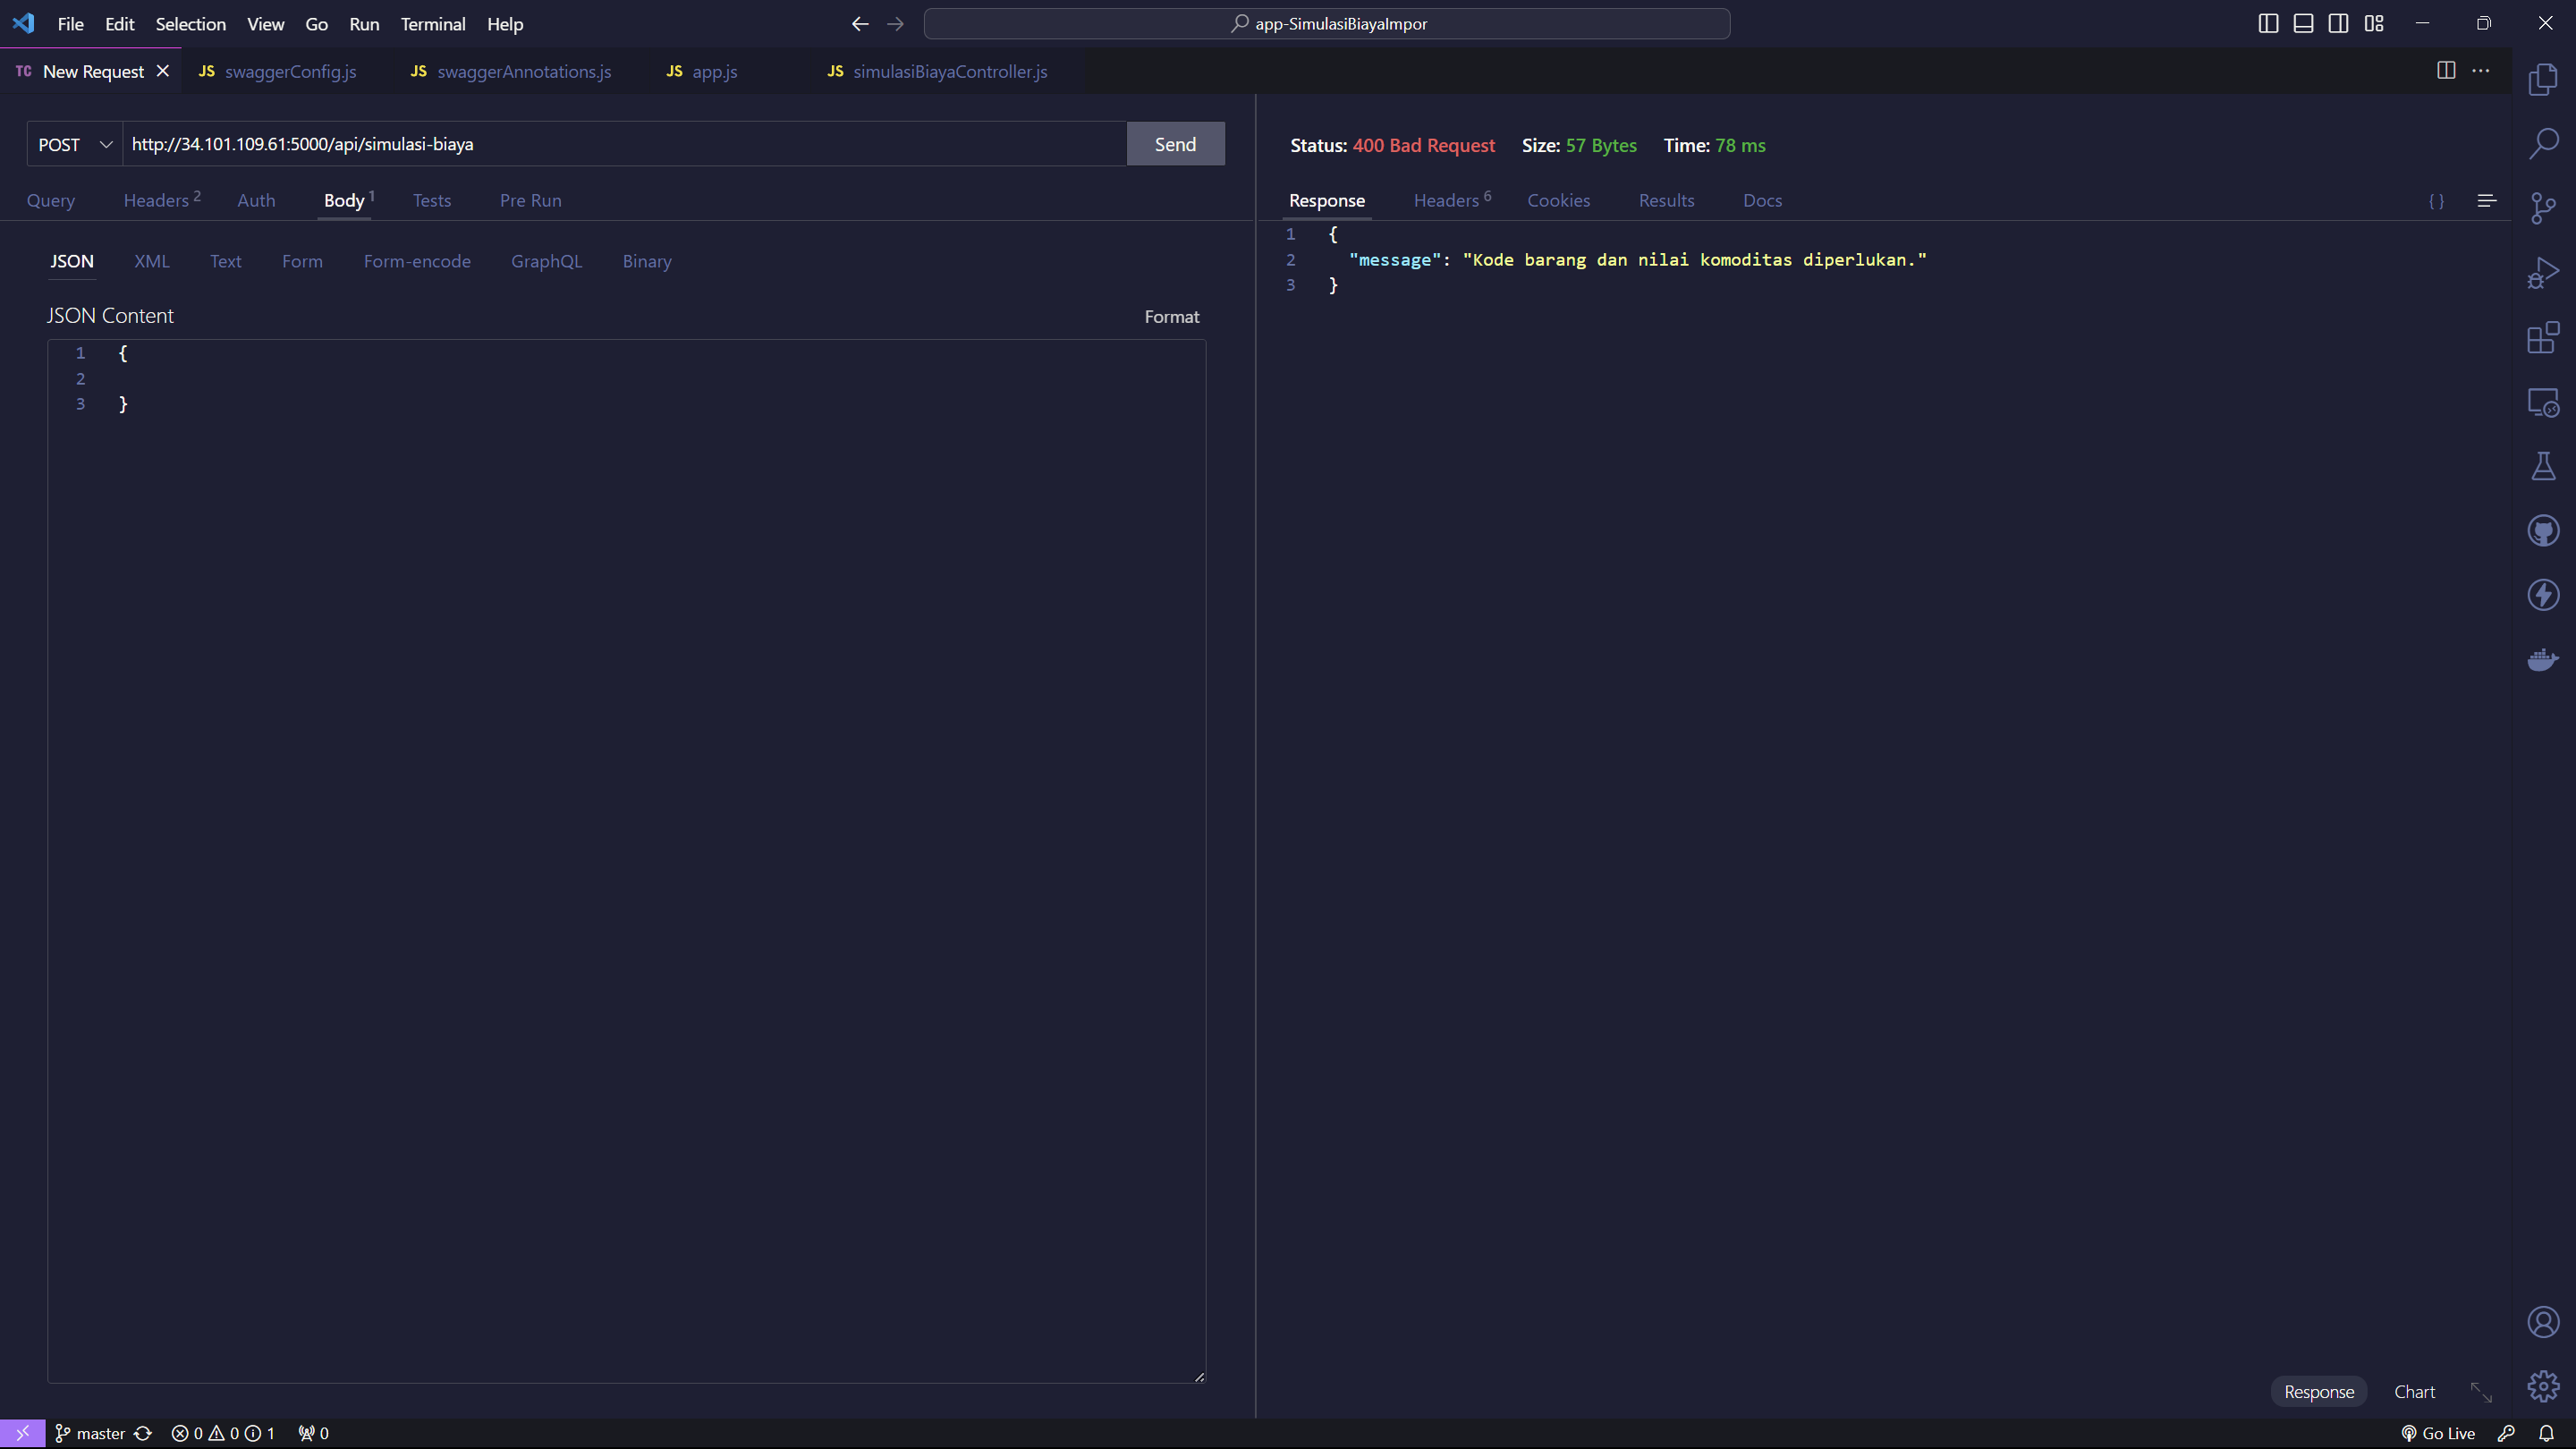 File Edit Selection View Go Run Terminal Help app-SimulasiBiayaImpor
TC New Request JS swaggerConfig.js JS swaggerAnnotations.js JS app.js JS simulasiBiayaController.js
POST http://34.101.109.61:5000/api/simulasi-biaya Send
Query Headers 2 Auth Body 1 Tests Pre Run
JSON XML Text Form Form-encode GraphQL Binary
JSON Content Format
1 {
2
3 }
Status: 400 Bad Request Size: 57 Bytes Time: 78 ms
Response Headers 6 Cookies Results Docs { }
1 {
2 "message": "Kode barang dan nilai komoditas diperlukan."
3 }
Response Chart
master 0 0 1 0 Go Live